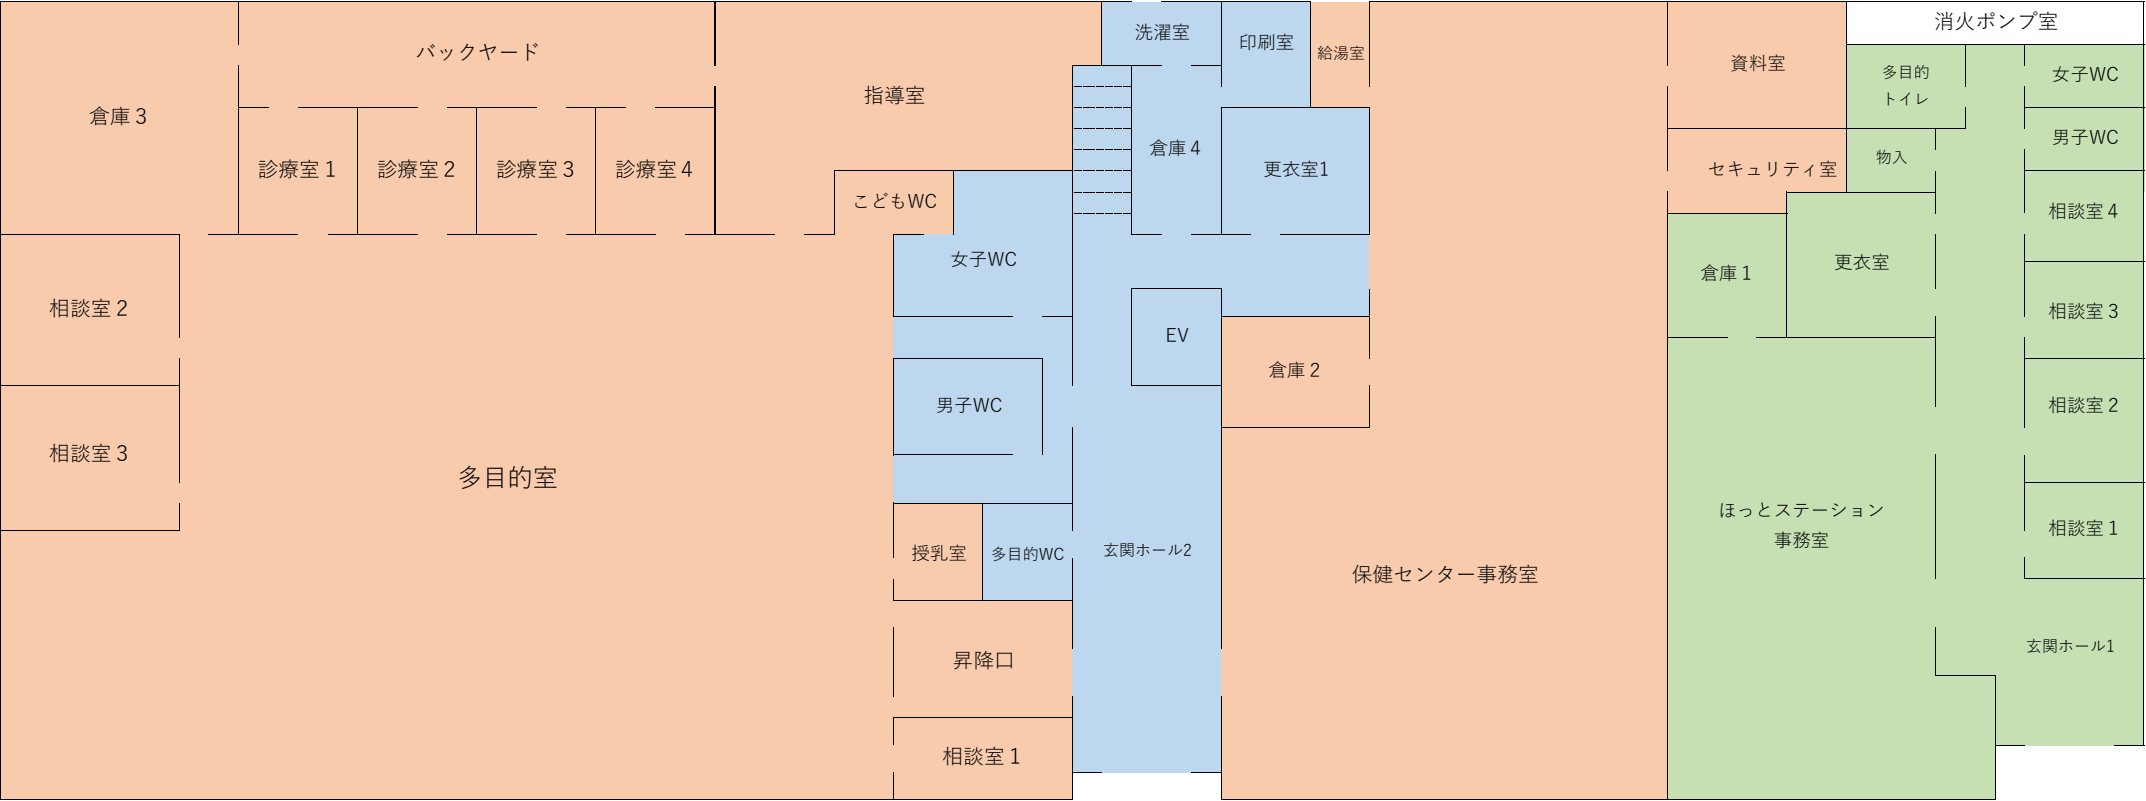 バックヤード
倉庫３
診療室１
診療室２
診療室３
診療室４
指導室
こどもWC
相談室２
相談室３
多目的室
洗濯室
印刷室
給湯室
倉庫４
更衣室1
女子WC
EV
男子WC
倉庫２
授乳室
多目的WC
玄関ホール2
昇降口
相談室１
保健センター事務室
消火ポンプ室
資料室
多目的
トイレ
女子WC
男子WC
セキュリティ室
物入
相談室４
倉庫１
更衣室
相談室３
相談室２
ほっとステーション
事務室
相談室１
玄関ホール1